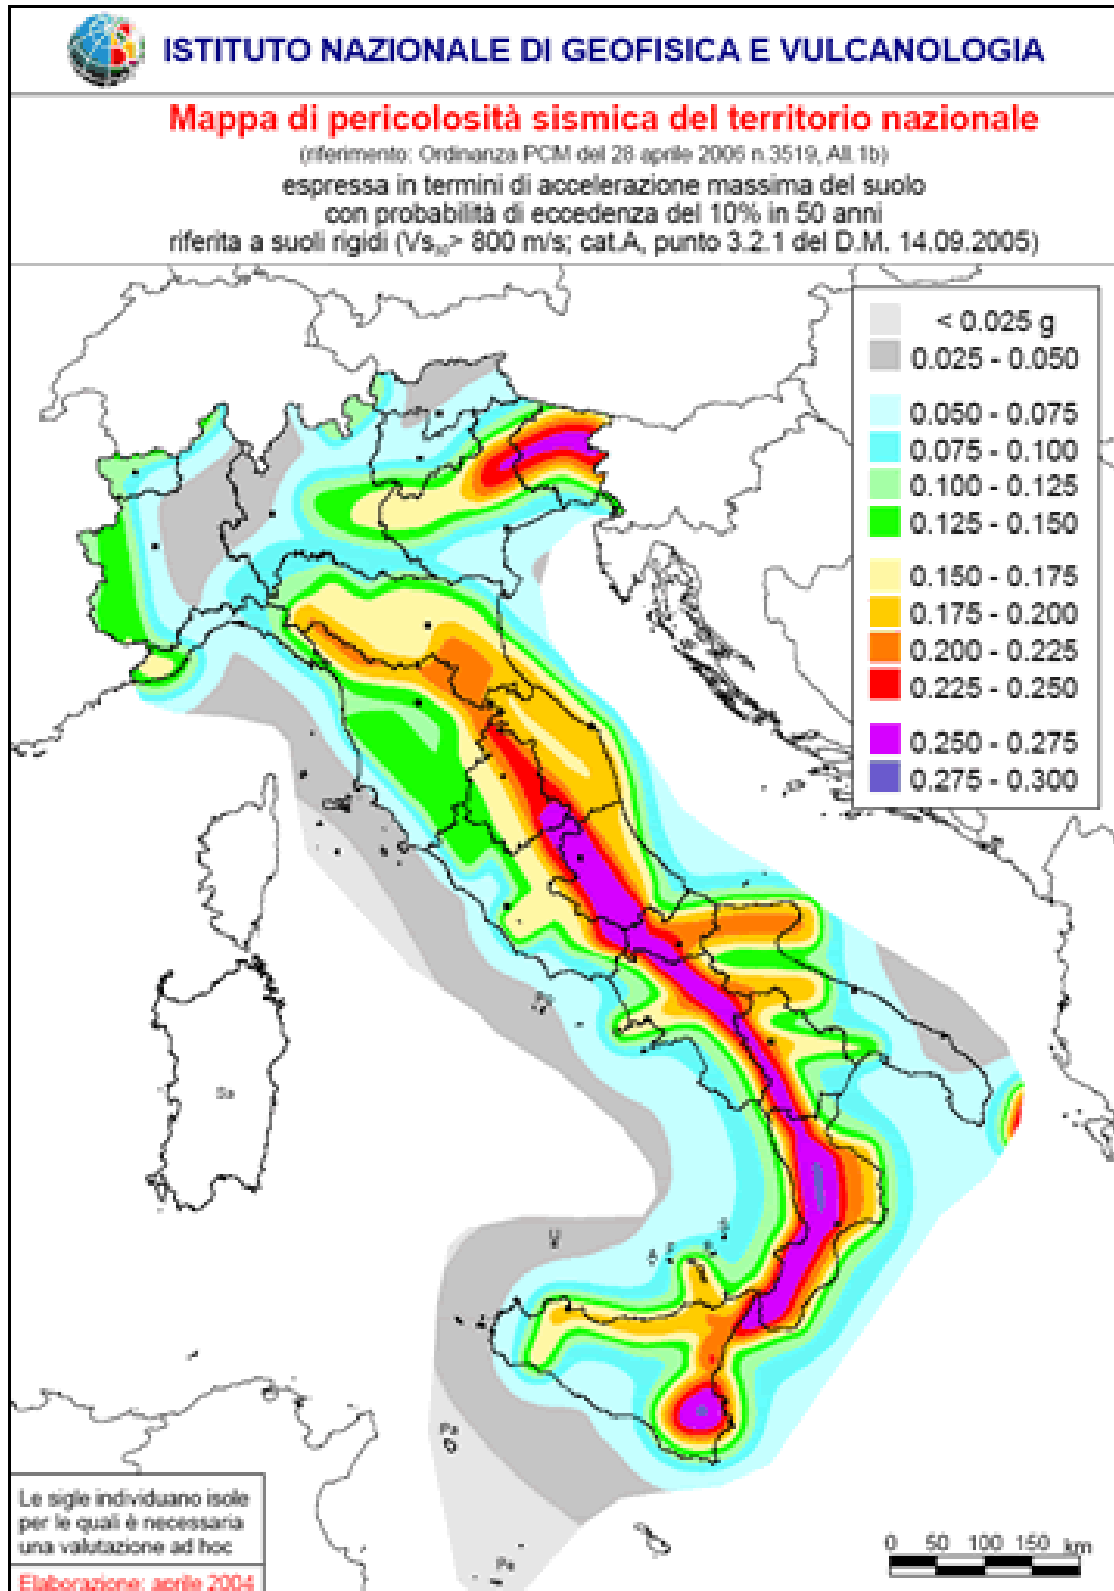 ISTITUTO NAZIONALE DI GEOFISICA E VULCANOLOGIA
Mappa di pericolosità sismica del territorio nazionale
(riferimento: Ordinanza PCM del 28 aprile 2006 n.3519, All.1b)
espressa in termini di accelerazione massima del suolo
con probabilità di eccedenza del 10% in 50 anni
riferita a suoli rigidi (Vs₃₀> 800 m/s; cat.A, punto 3.2.1 del D.M. 14.09.2005)
< 0.025 g
0.025 - 0.050
0.050 - 0.075
0.075 - 0.100
0.100 - 0.125
0.125 - 0.150
0.150 - 0.175
0.175 - 0.200
0.200 - 0.225
0.225 - 0.250
0.250 - 0.275
0.275 - 0.300
Sa
U
Pa
Pe
Le sigle individuano isole
per le quali è necessaria
una valutazione ad hoc
Elaborazione: aprile 2004
0 50 100 150 km